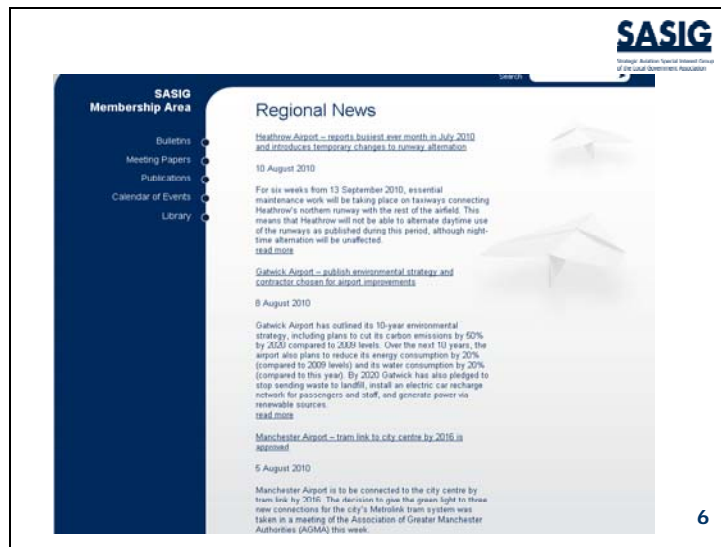 SASIG
Strategic Aviation Special Interest Group
of the Local Government Association
Search
SASIG
Membership Area
Bulletins
Meeting Papers
Publications
Calendar of Events
Library
Regional News
Heathrow Airport – reports busiest ever month in July 2010
and introduces temporary changes to runway alternation
10 August 2010
For six weeks from 13 September 2010, essential
maintenance work will be taking place on taxiways connecting
Heathrow's northern runway with the rest of the airfield. This
means that Heathrow will not be able to alternate daytime use
of the runways as published during this period, although night-
time alternation will be unaffected.
read more
Gatwick Airport – publish environmental strategy and
contractor chosen for airport improvements
8 August 2010
Gatwick Airport has outlined its 10-year environmental
strategy, including plans to cut its carbon emissions by 50%
by 2020 compared to 2009 levels. Over the next 10 years, the
airport also plans to reduce its energy consumption by 20%
(compared to 2009 levels) and its water consumption by 20%
(compared to this year). By 2020 Gatwick has also pledged to
stop sending waste to landfill, install an electric car recharge
network for passengers and staff, and generate power via
renewable sources.
read more
Manchester Airport – tram link to city centre by 2016 is
approved
5 August 2010
Manchester Airport is to be connected to the city centre by
tram link by 2016. The decision to give the green light to three
new connections for the city's Metrolink tram system was
taken in a meeting of the Association of Greater Manchester
Authorities (AGMA) this week.
6